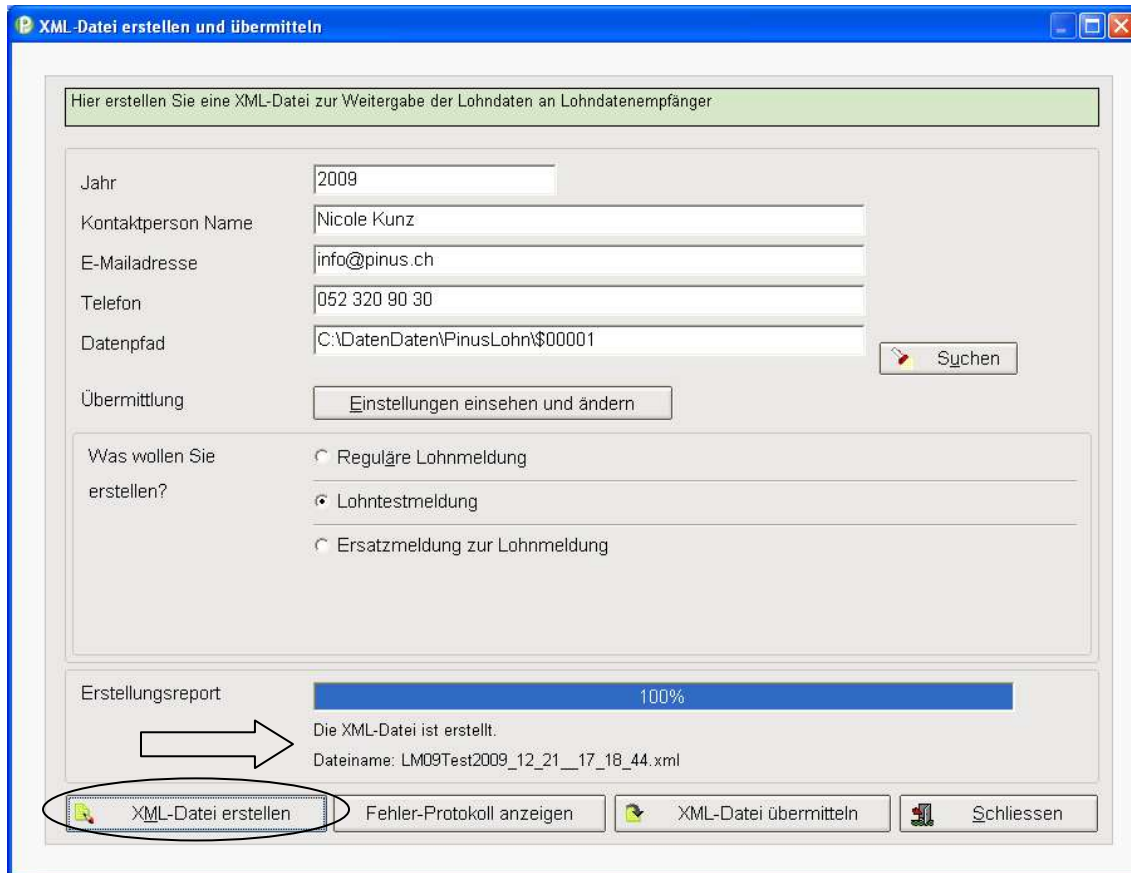 XML-Datei erstellen und übermitteln
Hier erstellen Sie eine XML-Datei zur Weitergabe der Lohndaten an Lohndatenempfänger
Jahr 2009
Kontaktperson Name Nicole Kunz
E-Mailadresse info@pinus.ch
Telefon 052 320 90 30
Datenpfad C:\DatenDaten\PinusLohn\$00001
Suchen
Übermittlung Einstellungen einsehen und ändern
Was wollen Sie erstellen?
Reguläre Lohnmeldung
Lohntestmeldung
Ersatzmeldung zur Lohnmeldung
Erstellungsreport 100%
Die XML-Datei ist erstellt.
Dateiname: LM09Test2009_12_21__17_18_44.xml
XML-Datei erstellen Fehler-Protokoll anzeigen XML-Datei übermitteln Schliessen